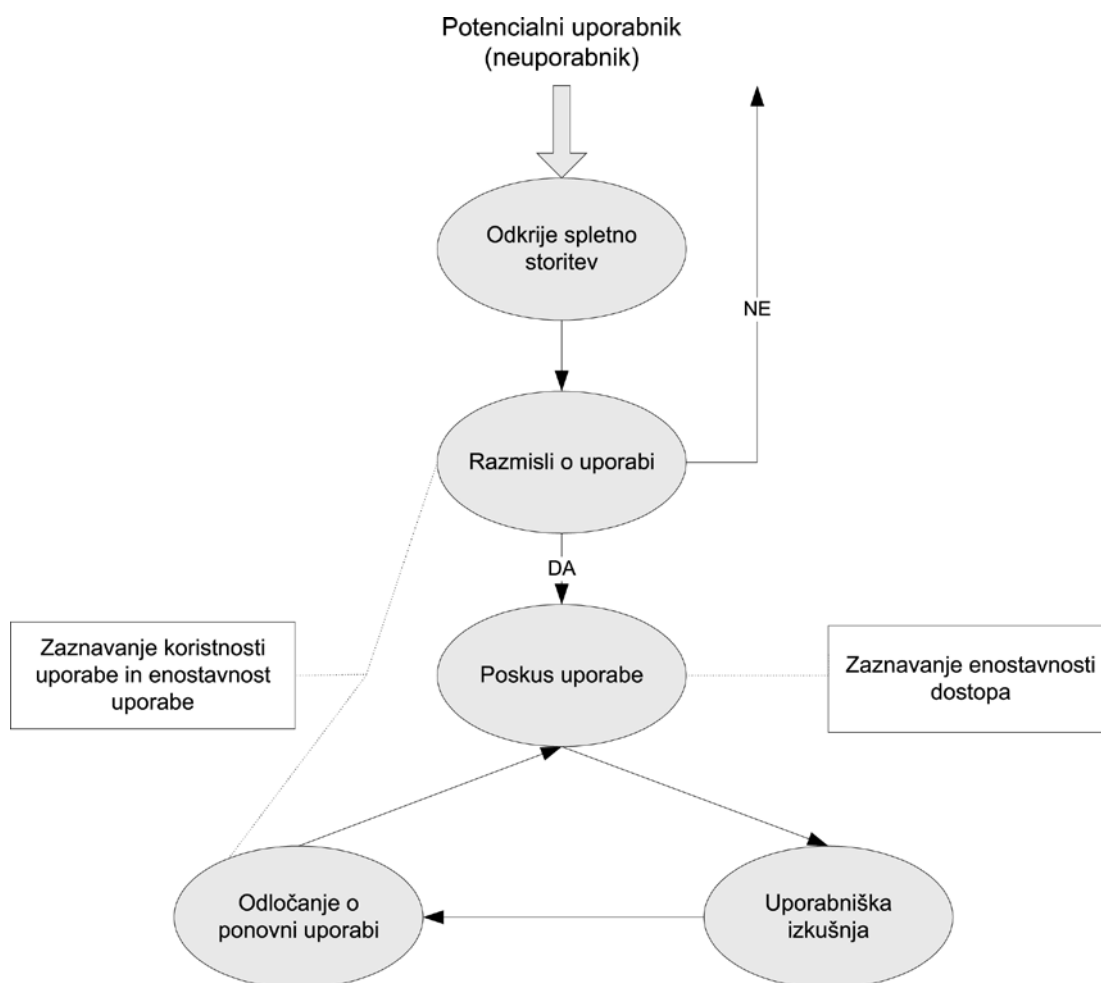 Potencialni uporabnik
(neuporabnik)
Odkrije spletno
storitev
NE
Razmisli o uporabi
DA
Zaznavanje koristnosti
uporabe in enostavnost
uporabe
Poskus uporabe
Zaznavanje enostavnosti
dostopa
Odločanje o
ponovni uporabi
Uporabniška
izkušnja